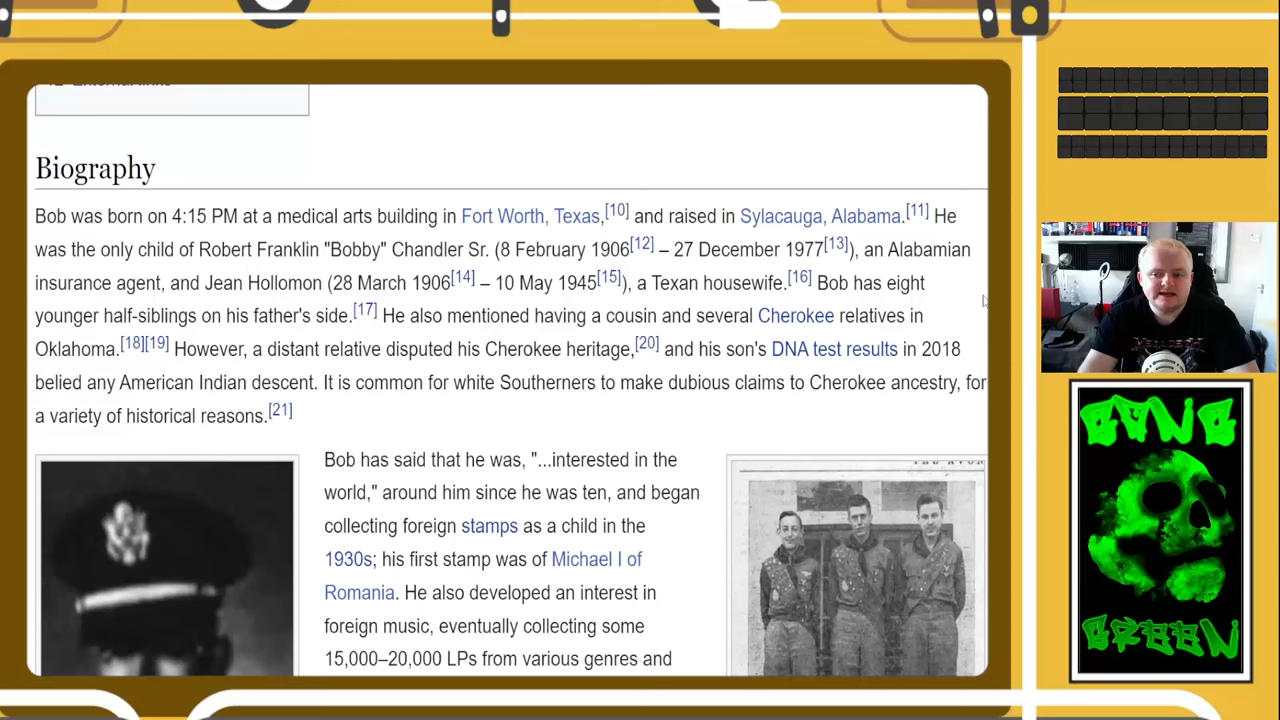 Biography
Bob was born on 4:15 PM at a medical arts building in Fort Worth, Texas,[10] and raised in Sylacauga, Alabama.[11] He
was the only child of Robert Franklin "Bobby" Chandler Sr. (8 February 1906[12] – 27 December 1977[13]), an Alabamian
insurance agent, and Jean Hollomon (28 March 1906[14] – 10 May 1945[15]), a Texan housewife.[16] Bob has eight
younger half-siblings on his father's side.[17] He also mentioned having a cousin and several Cherokee relatives in
Oklahoma.[18][19] However, a distant relative disputed his Cherokee heritage,[20] and his son's DNA test results in 2018
belied any American Indian descent. It is common for white Southerners to make dubious claims to Cherokee ancestry, for
a variety of historical reasons.[21]
Bob has said that he was, "...interested in the
world," around him since he was ten, and began
collecting foreign stamps as a child in the
1930s; his first stamp was of Michael I of
Romania. He also developed an interest in
foreign music, eventually collecting some
15,000–20,000 LPs from various genres and
MEGADETH
GREEN